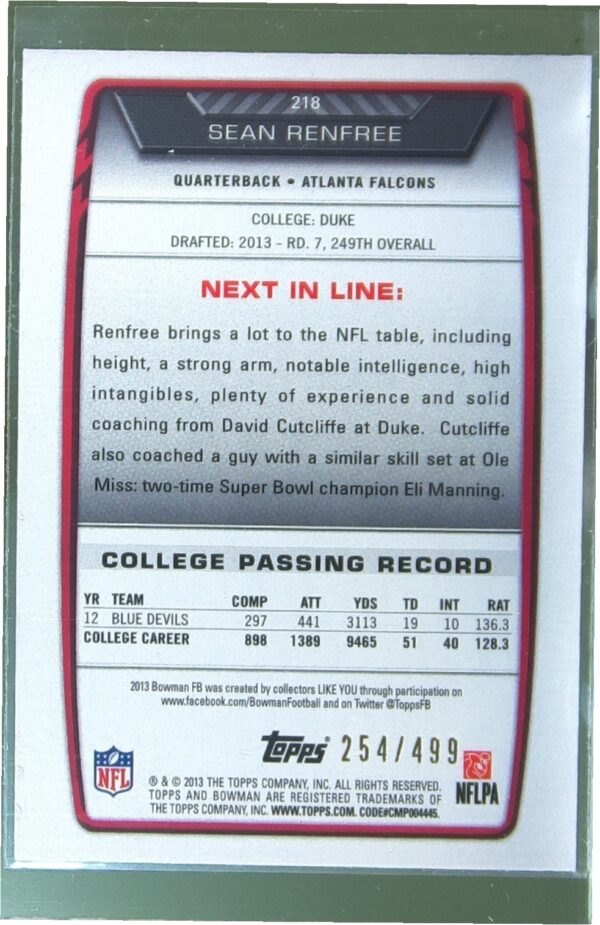 218
SEAN RENFREE
QUARTERBACK • ATLANTA FALCONS
COLLEGE: DUKE
DRAFTED: 2013 – RD. 7, 249TH OVERALL
NEXT IN LINE:
Renfree brings a lot to the NFL table, including
height, a strong arm, notable intelligence, high
intangibles, plenty of experience and solid
coaching from David Cutcliffe at Duke. Cutcliffe
also coached a guy with a similar skill set at Ole
Miss: two-time Super Bowl champion Eli Manning.
COLLEGE PASSING RECORD
YR TEAM COMP ATT YDS TD INT RAT
12 BLUE DEVILS 297 441 3113 19 10 136.3
COLLEGE CAREER 898 1389 9465 51 40 128.3
2013 Bowman FB was created by collectors LIKE YOU through participation on
www.facebook.com/BowmanFootball and on Twitter @ToppsFB
Topps 254/499
NFL
® & © 2013 THE TOPPS COMPANY, INC. ALL RIGHTS RESERVED.
TOPPS AND BOWMAN ARE REGISTERED TRADEMARKS OF
THE TOPPS COMPANY, INC. WWW.TOPPS.COM. CODE#CMP004445.
NFLPA